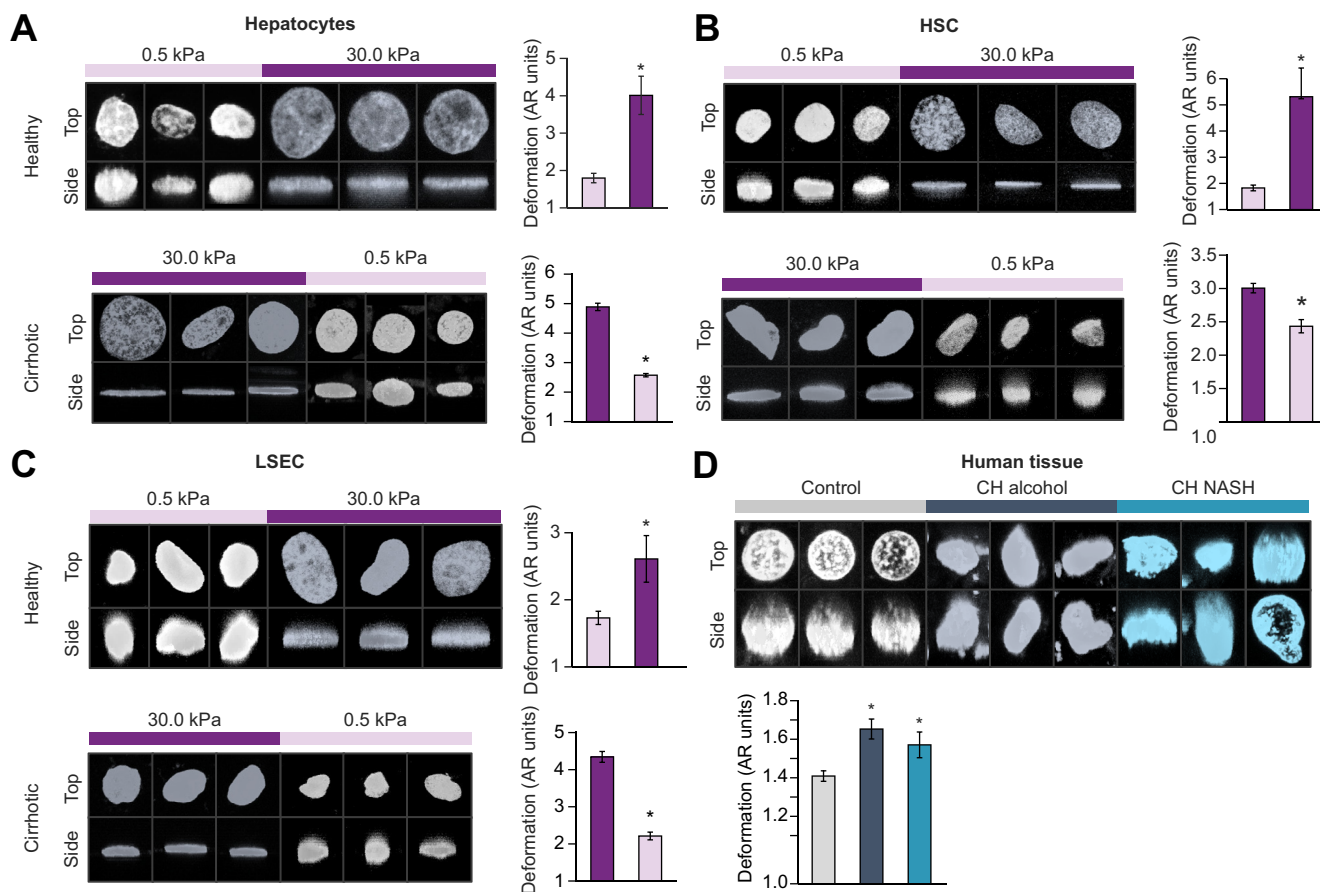 A
Hepatocytes
0.5 kPa
30.0 kPa
Healthy
Top
Side
Deformation (AR units)
5
4
3
2
1
*
30.0 kPa
0.5 kPa
Cirrhotic
Top
Side
Deformation (AR units)
6
5
4
3
2
1
*
B
HSC
0.5 kPa
30.0 kPa
Top
Side
Deformation (AR units)
6
5
4
3
2
1
*
30.0 kPa
0.5 kPa
Top
Side
Deformation (AR units)
3.5
3.0
2.5
2.0
1.5
1.0
*
C
LSEC
0.5 kPa
30.0 kPa
Healthy
Top
Side
Deformation (AR units)
3
2
1
*
30.0 kPa
0.5 kPa
Cirrhotic
Top
Side
Deformation (AR units)
5
4
3
2
1
*
D
Human tissue
Control
CH alcohol
CH NASH
Top
Side
Deformation (AR units)
1.8
1.6
1.4
1.2
1.0
*
*